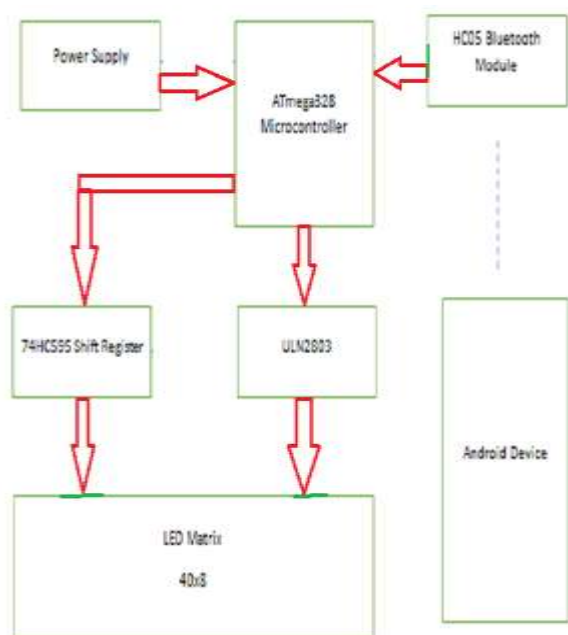 Power Supply
ATmega328
Microcontroller
HC05 Bluetooth
Module
74HC595 Shift Register
ULN2803
Android Device
LED Matrix
40x8